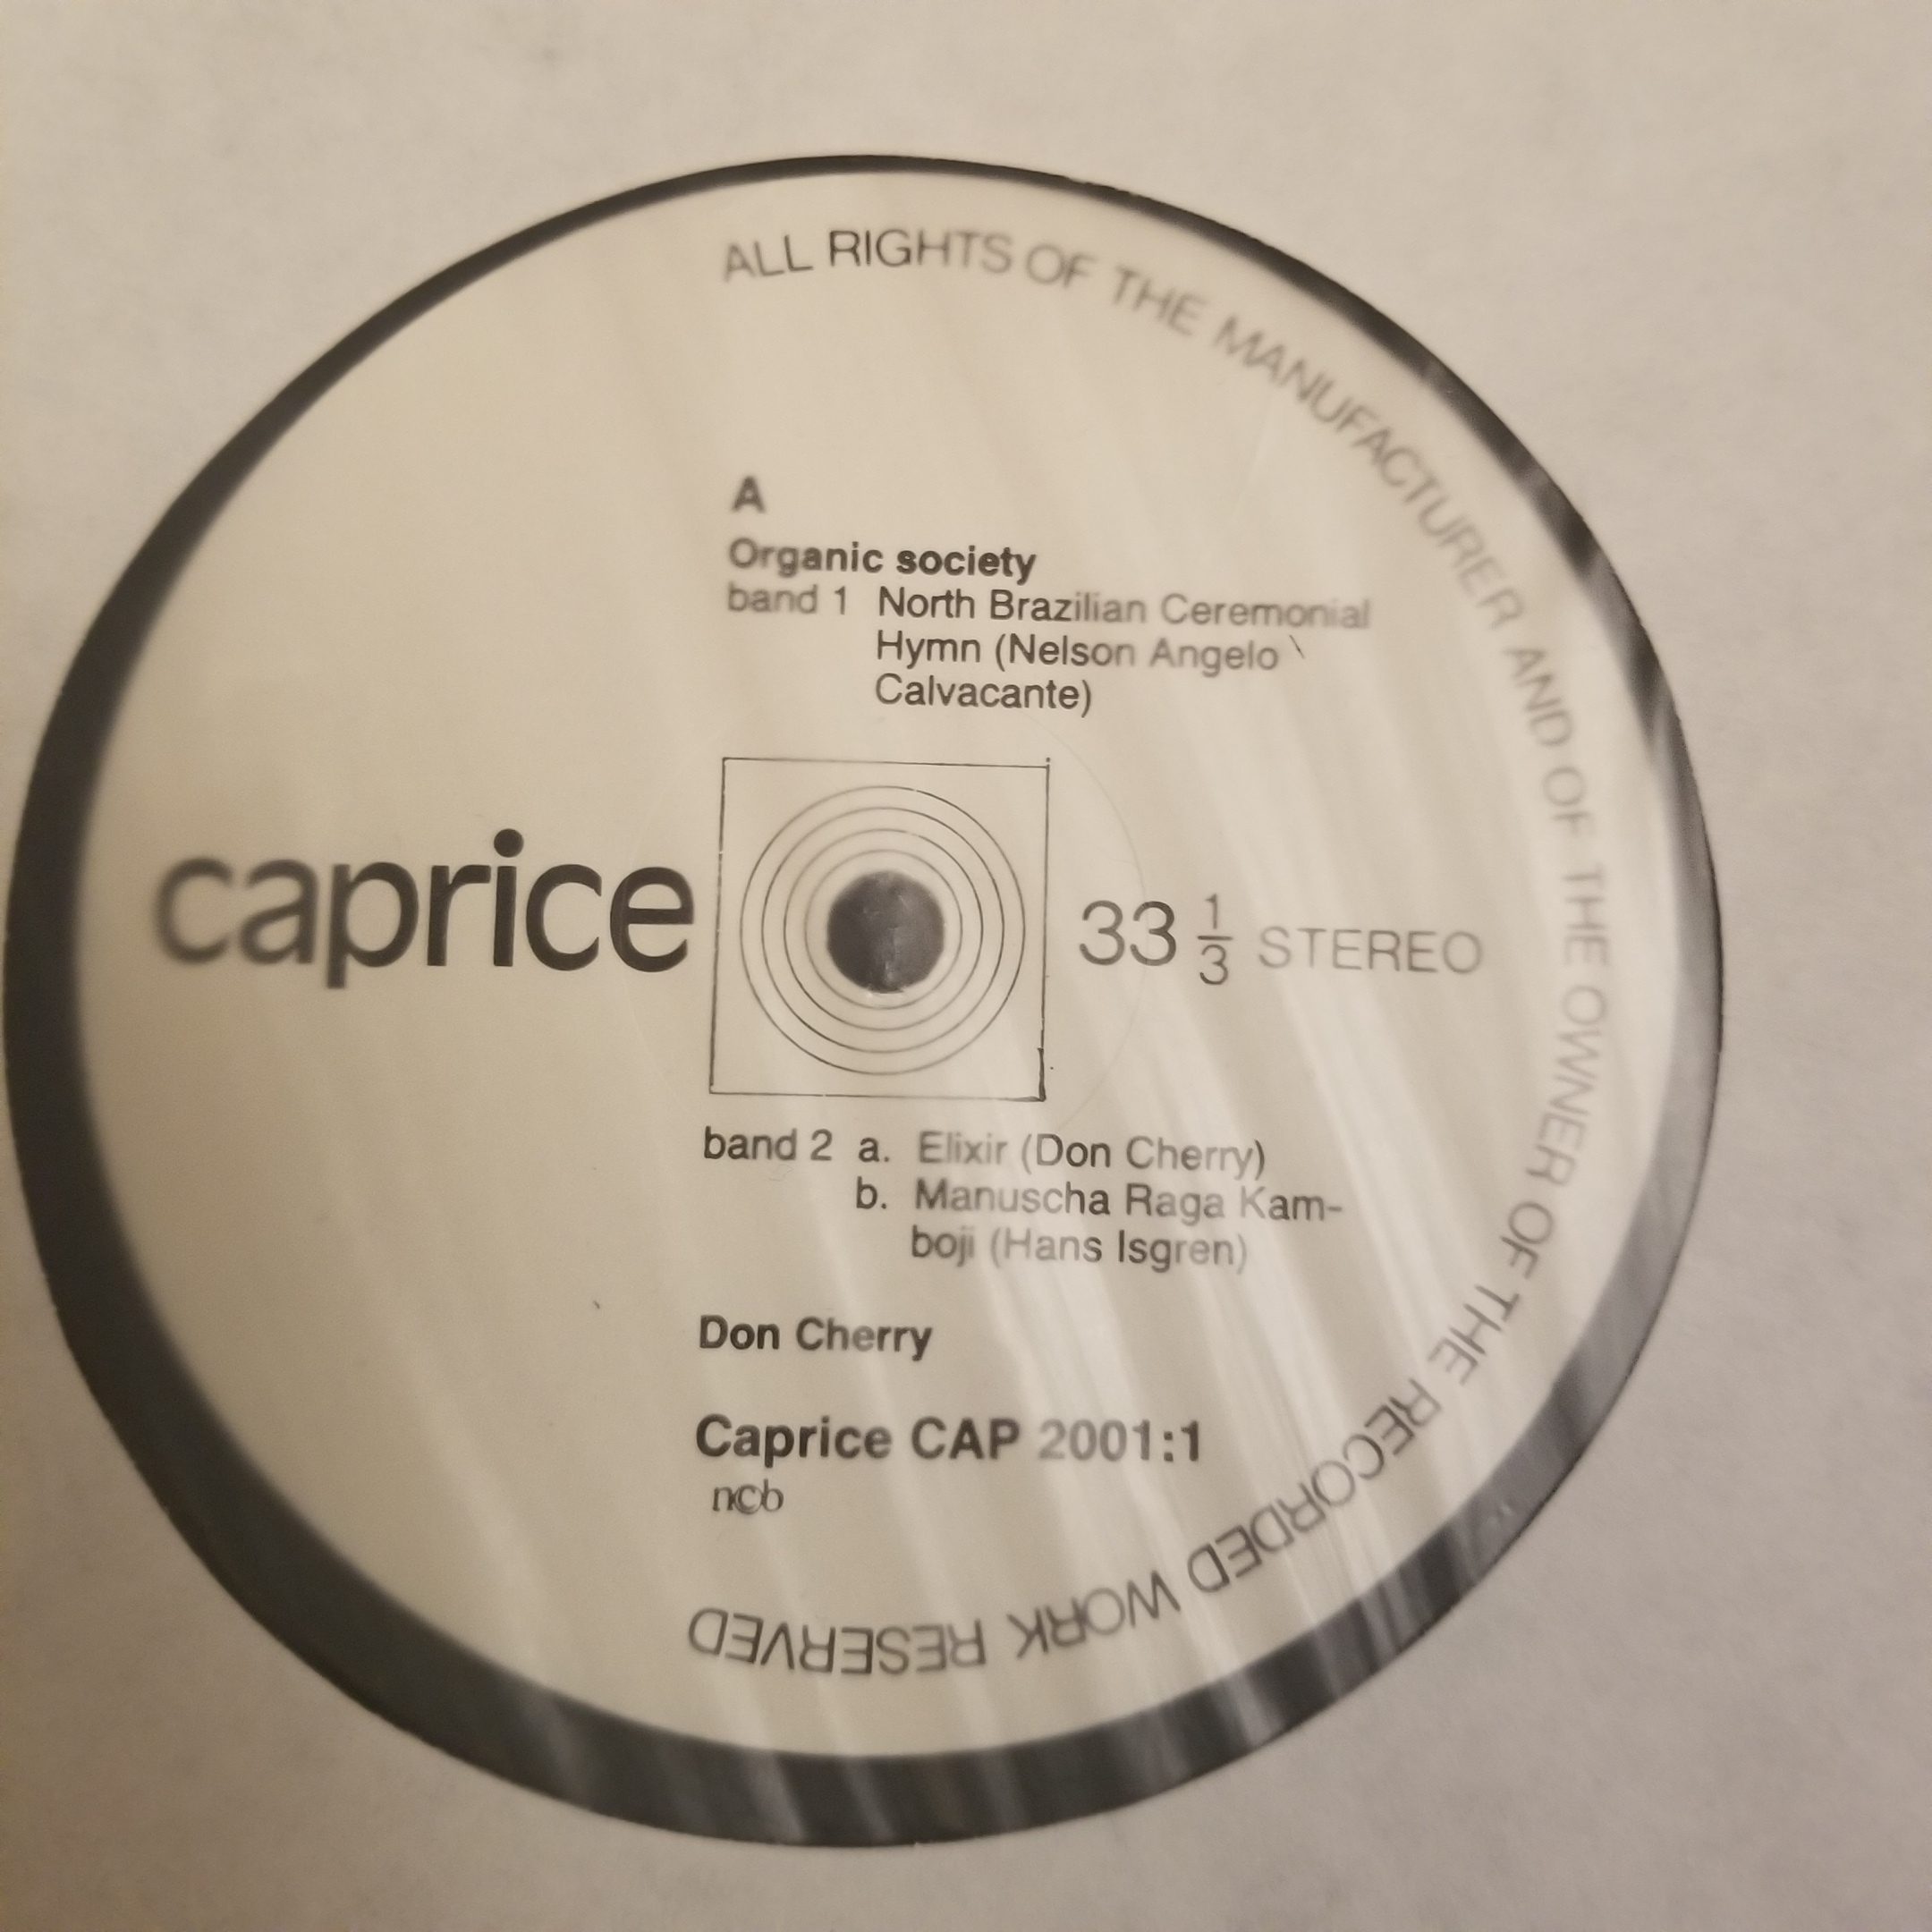 ALL RIGHTS OF THE MANUFACTURER AND OF THE OWNER OF THE RECORDED WORK RESERVED
A
Organic society
band 1 North Brazilian Ceremonial
Hymn (Nelson Angelo
Calvacante)
caprice
33 1/3 STEREO
band 2 a. Elixir (Don Cherry)
b. Manuscha Raga Kam-
boji (Hans Isgren)
Don Cherry
Caprice CAP 2001:1
ncb